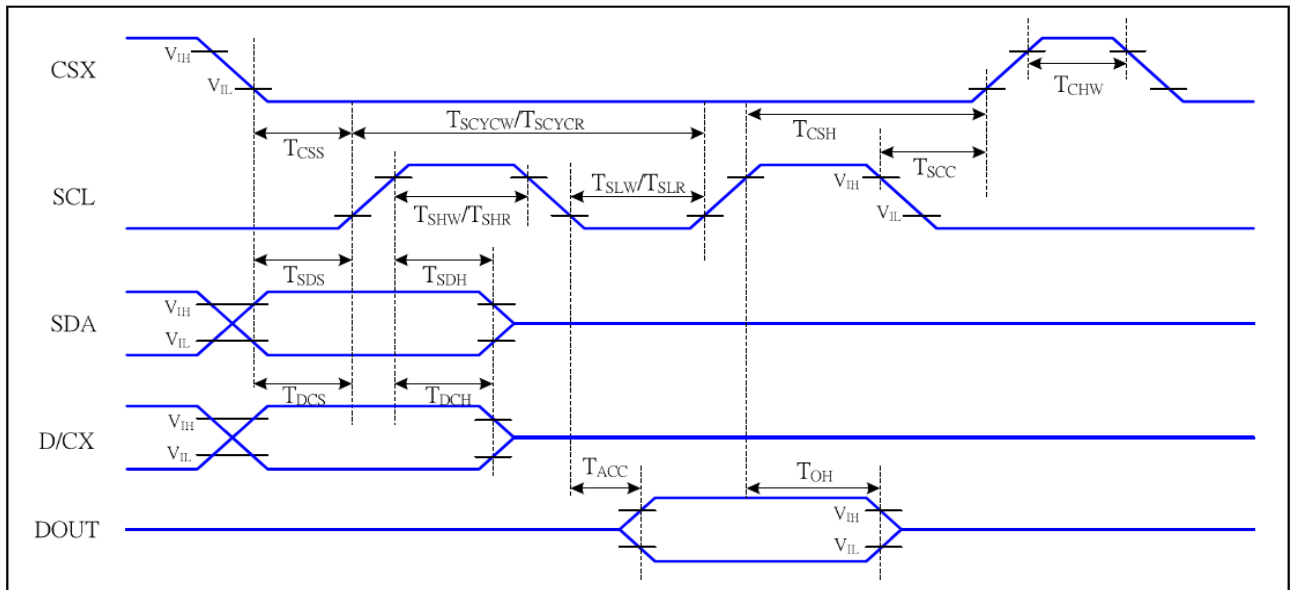 CSX
VIH
VIL
TCHW
TSCYCW/TSCYCR
TCSS
TCSH
TSCC
SCL
TSHW/TSHR
TSLW/TSLR
VIH
VIL
TSDS
TSDH
SDA
VIH
VIL
TDCS
TDCH
D/CX
VIH
VIL
TACC
TOH
DOUT
VIH
VIL